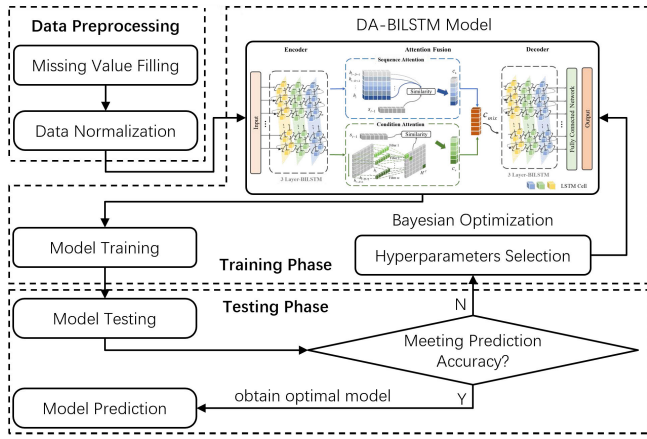 Data Preprocessing
Missing Value Filling
Data Normalization
DA-BILSTM Model
Encoder
Attention Fusion
Decoder
Sequence Attention
Similarity
Input
Condition Attention
Similarity
C mix
Fully Connected Network
Output
3 Layer-BILSTM
3 Layer-BILSTM
LSTM Cell
Bayesian Optimization
Model Training
Hyperparameters Selection
Training Phase
Testing Phase
Model Testing
N
Meeting Prediction
Accuracy?
Model Prediction
obtain optimal model
Y